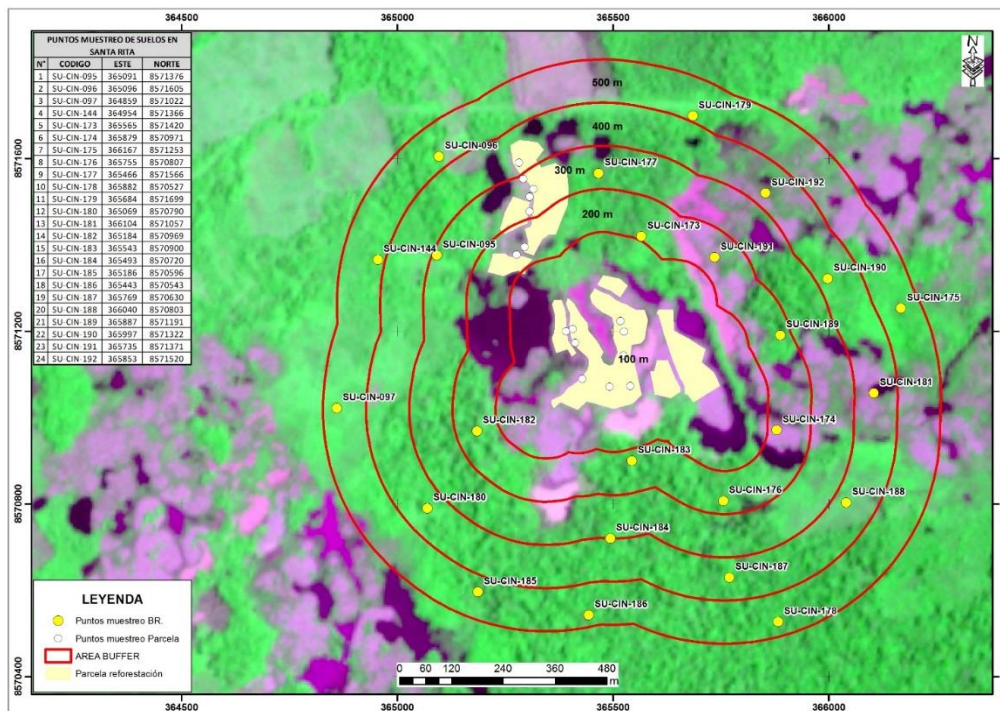 364500 365000 365500 366000
PUNTOS MUESTREO DE SUELOS EN
SANTA RITA
N° CODIGO ESTE NORTE
1 SU-CIN-095 365091 8571376
2 SU-CIN-096 365096 8571605
3 SU-CIN-097 364859 8571022
4 SU-CIN-144 364954 8571366
5 SU-CIN-173 365565 8571420
6 SU-CIN-174 365879 8570971
7 SU-CIN-175 366167 8571253
8 SU-CIN-176 365755 8570807
9 SU-CIN-177 365466 8571566
10 SU-CIN-178 365882 8570527
11 SU-CIN-179 365684 8571699
12 SU-CIN-180 365069 8570790
13 SU-CIN-181 366104 8571057
14 SU-CIN-182 365184 8570969
15 SU-CIN-183 365543 8570900
16 SU-CIN-184 365493 8570720
17 SU-CIN-185 365186 8570596
18 SU-CIN-186 365443 8570543
19 SU-CIN-187 365769 8570630
20 SU-CIN-188 366040 8570803
21 SU-CIN-189 365887 8571191
22 SU-CIN-190 365997 8571322
23 SU-CIN-191 365735 8571371
24 SU-CIN-192 365853 8571520
N
500 m
SU-CIN-179
400 m
SU-CIN-096
8571600
8571600
300 m
SU-CIN-177
SU-CIN-192
200 m
SU-CIN-173
SU-CIN-144
SU-CIN-095
SU-CIN-191
SU-CIN-190
SU-CIN-175
SU-CIN-189
8571200
8571200
100 m
SU-CIN-181
SU-CIN-097
SU-CIN-182
SU-CIN-174
SU-CIN-183
SU-CIN-176
SU-CIN-188
8570800
8570800
SU-CIN-180
SU-CIN-184
SU-CIN-187
SU-CIN-185
SU-CIN-186
SU-CIN-178
LEYENDA
Puntos muestreo BR.
Puntos muestreo Parcela
AREA BUFFER
Parcela reforestación
0 60 120 240 360 480
m
8570400
8570400
364500 365000 365500 366000